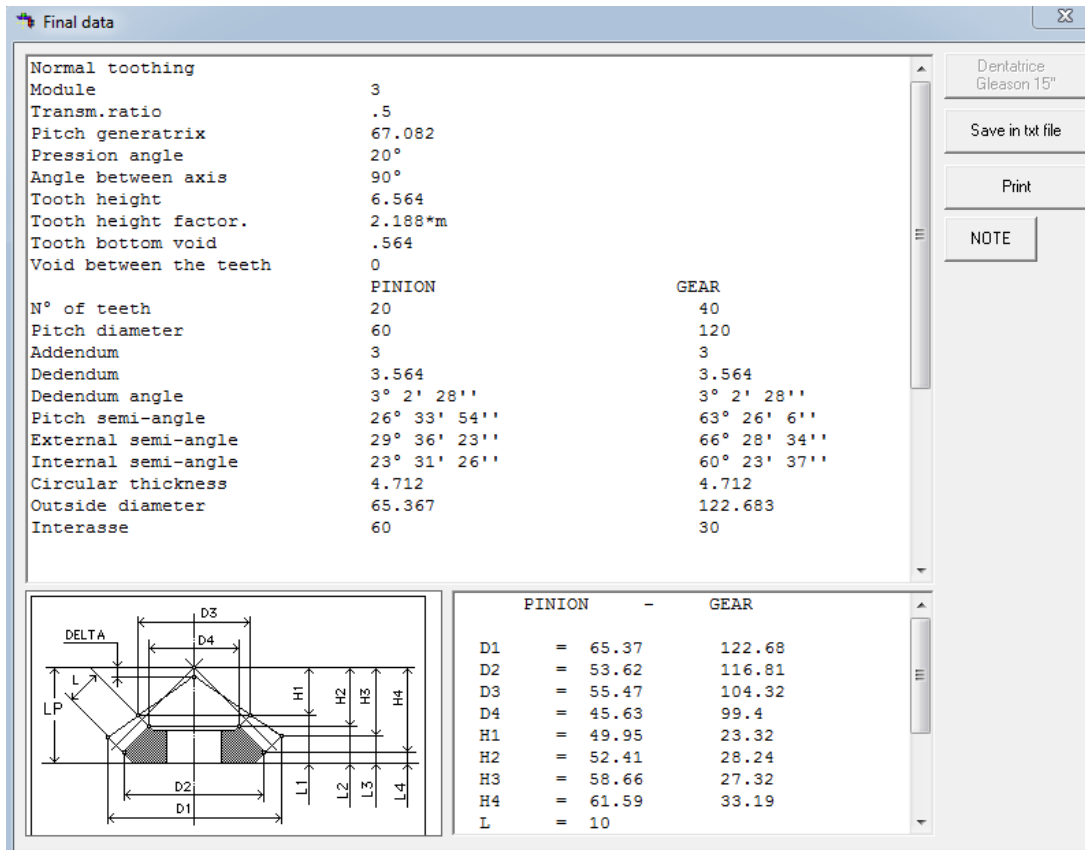 Final data
Normal toothing
Module 3
Transm.ratio .5
Pitch generatrix 67.082
Pression angle 20°
Angle between axis 90°
Tooth height 6.564
Tooth height factor. 2.188*m
Tooth bottom void .564
Void between the teeth 0
PINION GEAR
N° of teeth 20 40
Pitch diameter 60 120
Addendum 3 3
Dedendum 3.564 3.564
Dedendum angle 3° 2' 28'' 3° 2' 28''
Pitch semi-angle 26° 33' 54'' 63° 26' 6''
External semi-angle 29° 36' 23'' 66° 28' 34''
Internal semi-angle 23° 31' 26'' 60° 23' 37''
Circular thickness 4.712 4.712
Outside diameter 65.367 122.683
Interasse 60 30
Dentatrice
Gleason 15"
Save in txt file
Print
NOTE
D3
DELTA
D4
L
LP
H1
H2
H3
H4
D2
D1
L1
L2
L3
L4
PINION - GEAR
D1 = 65.37 122.68
D2 = 53.62 116.81
D3 = 55.47 104.32
D4 = 45.63 99.4
H1 = 49.95 23.32
H2 = 52.41 28.24
H3 = 58.66 27.32
H4 = 61.59 33.19
L = 10